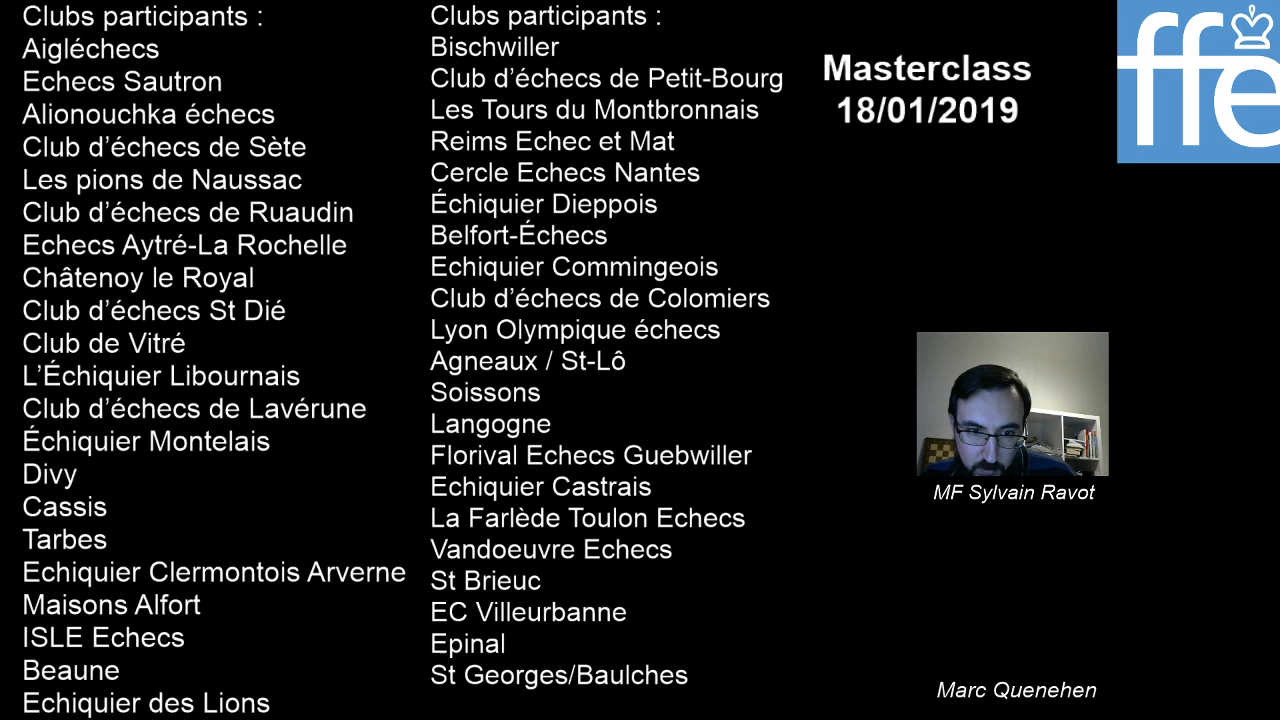 Clubs participants :
Aigléchecs
Echecs Sautron
Alionouchka échecs
Club d’échecs de Sète
Les pions de Naussac
Club d’échecs de Ruaudin
Echecs Aytré-La Rochelle
Châtenoy le Royal
Club d’échecs St Dié
Club de Vitré
L’Échiquier Libournais
Club d’échecs de Lavérune
Échiquier Montelais
Divy
Cassis
Tarbes
Echiquier Clermontois Arverne
Maisons Alfort
ISLE Echecs
Beaune
Echiquier des Lions
Clubs participants :
Bischwiller
Club d’échecs de Petit-Bourg
Les Tours du Montbronnais
Reims Echec et Mat
Cercle Echecs Nantes
Échiquier Dieppois
Belfort-Échecs
Echiquier Commingeois
Club d’échecs de Colomiers
Lyon Olympique échecs
Agneaux / St-Lô
Soissons
Langogne
Florival Echecs Guebwiller
Echiquier Castrais
La Farlède Toulon Echecs
Vandoeuvre Echecs
St Brieuc
EC Villeurbanne
Epinal
St Georges/Baulches
Masterclass
18/01/2019
ffe
MF Sylvain Ravot
Marc Quenehen